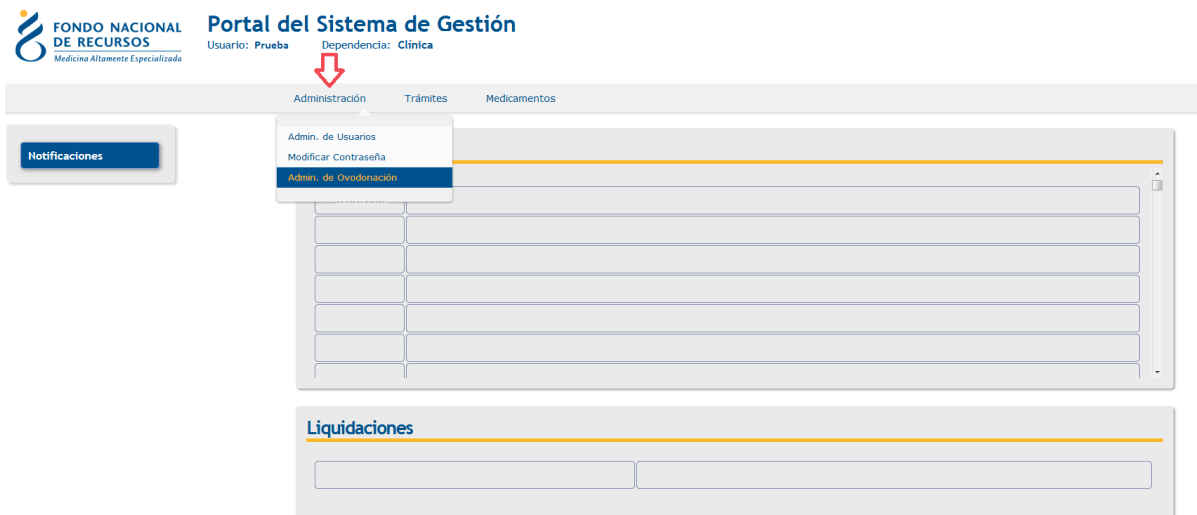 FONDO NACIONAL
DE RECURSOS
Medicina Altamente Especializada
Portal del Sistema de Gestión
Usuario: Prueba Dependencia: Clínica
Administración Trámites Medicamentos
Admin. de Usuarios
Modificar Contraseña
Admin. de Ovodonación
Notificaciones
Liquidaciones